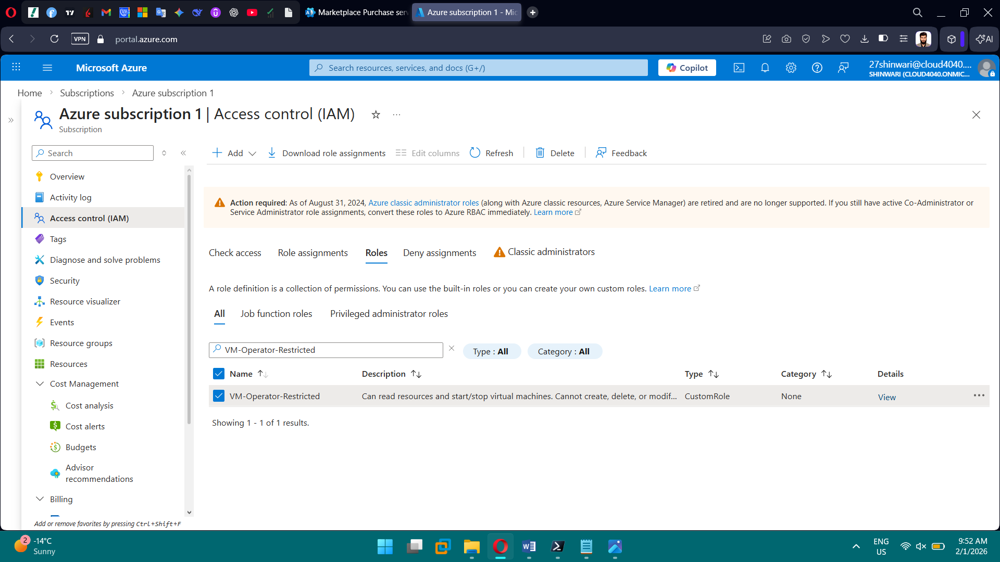 Marketplace Purchase serv
Azure subscription 1 - Mic
VPN
portal.azure.com
AI
Microsoft Azure
Search resources, services, and docs (G+/)
Copilot
27shinwari@cloud4040....
SHINWARI (CLOUD4040.ONMIC...
Home > Subscriptions > Azure subscription 1
Azure subscription 1 | Access control (IAM)
Subscription
Search
Add
Download role assignments
Edit columns
Refresh
Delete
Feedback
Overview
Activity log
Access control (IAM)
Tags
Diagnose and solve problems
Security
Resource visualizer
Events
Resource groups
Resources
Cost Management
Cost analysis
Cost alerts
Budgets
Advisor
recommendations
Billing
Add or remove favorites by pressing Ctrl+Shift+F
Action required: As of August 31, 2024, Azure classic administrator roles (along with Azure classic resources, Azure Service Manager) are retired and are no longer supported. If you still have active Co-Administrator or
Service Administrator role assignments, convert these roles to Azure RBAC immediately. Learn more
Check access
Role assignments
Roles
Deny assignments
Classic administrators
A role definition is a collection of permissions. You can use the built-in roles or you can create your own custom roles. Learn more
All
Job function roles
Privileged administrator roles
VM-Operator-Restricted
Type : All
Category : All
Name
Description
Type
Category
Details
VM-Operator-Restricted
Can read resources and start/stop virtual machines. Cannot create, delete, or modif...
CustomRole
None
View
Showing 1 - 1 of 1 results.
2
-14°C
Sunny
ENG
US
9:52 AM
2/1/2026